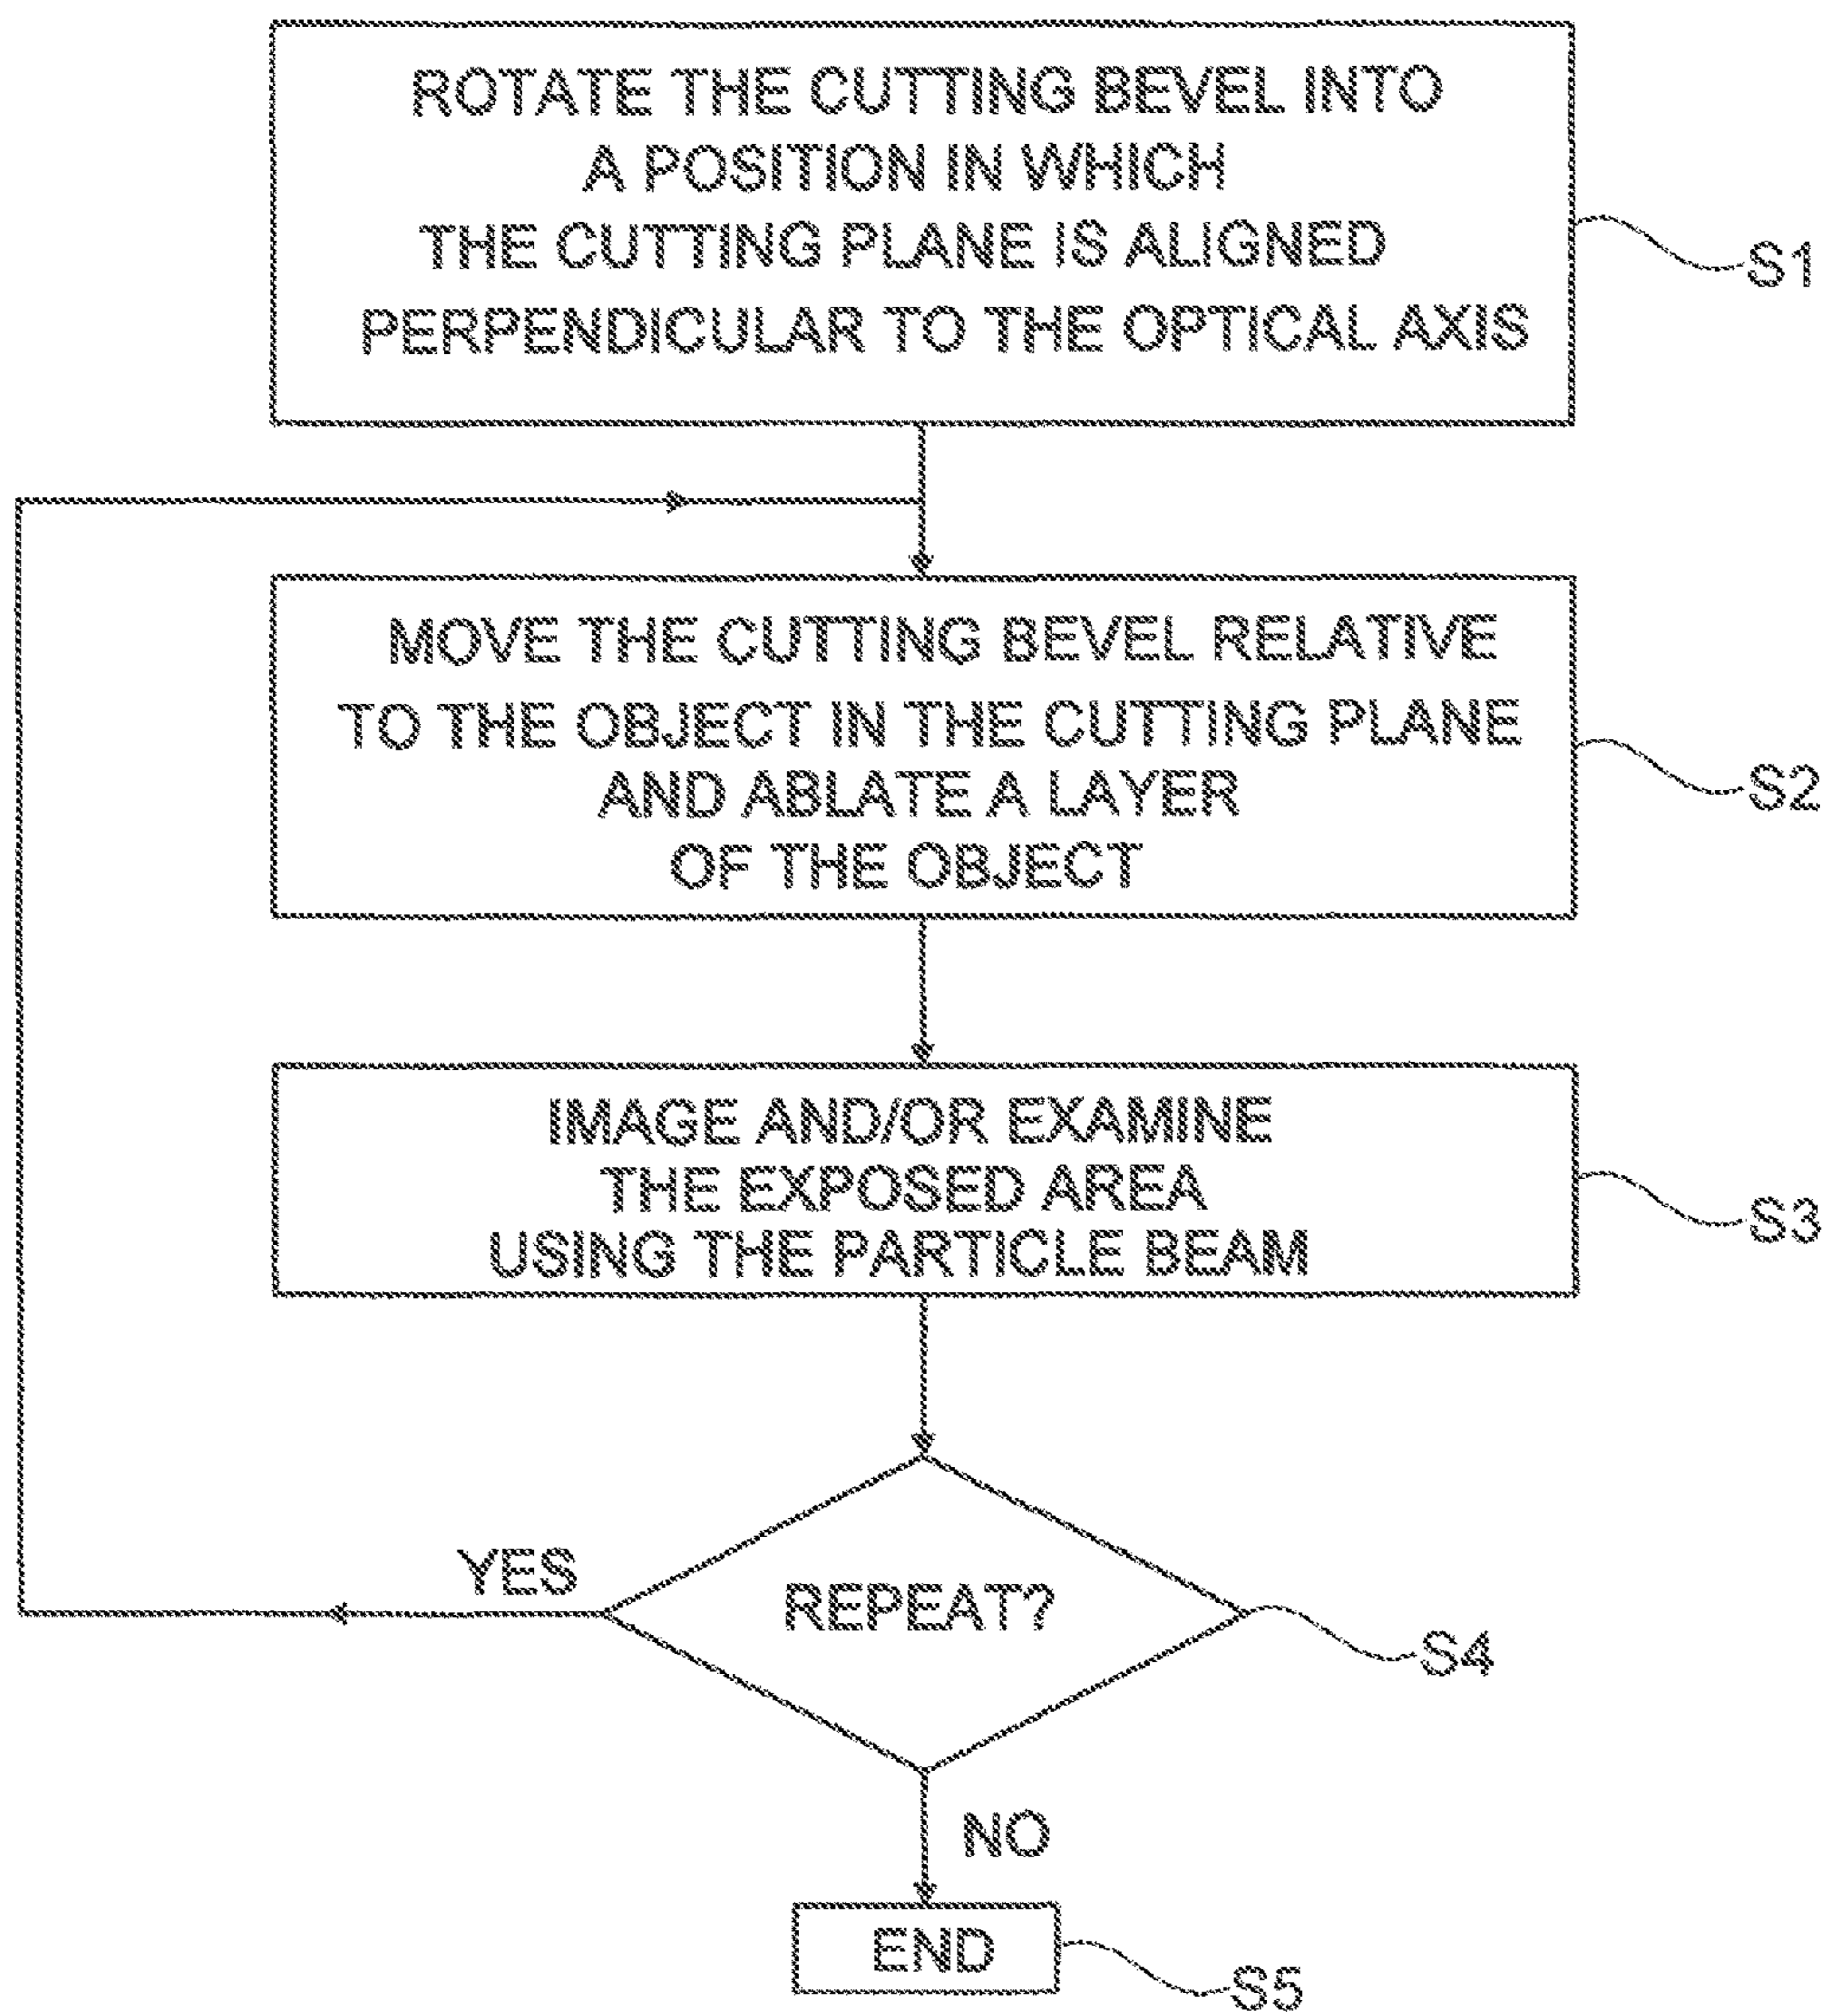 ROTATE THE CUTTING BEVEL INTO
A POSITION IN WHICH
THE CUTTING PLANE IS ALIGNED
PERPENDICULAR TO THE OPTICAL AXIS
S1
MOVE THE CUTTING BEVEL RELATIVE
TO THE OBJECT IN THE CUTTING PLANE
AND ABLATE A LAYER
OF THE OBJECT
S2
IMAGE AND/OR EXAMINE
THE EXPOSED AREA
USING THE PARTICLE BEAM
S3
YES
REPEAT?
S4
NO
END
S5